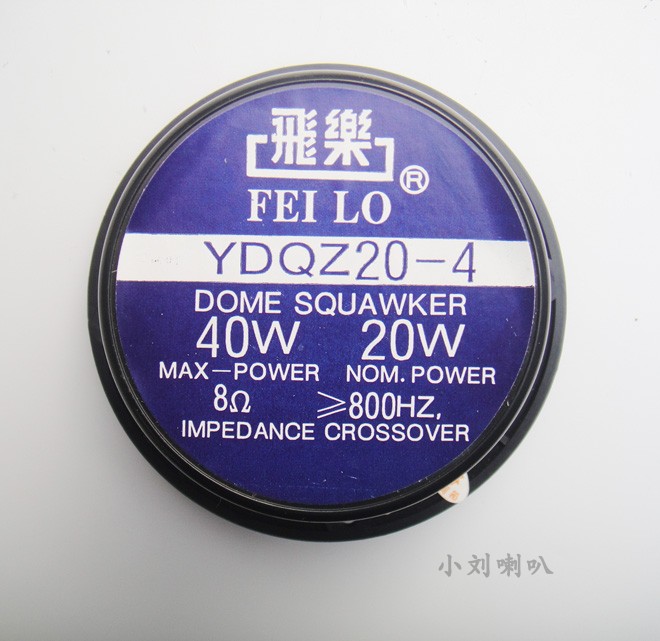 飛樂
®
FEI LO
YDQZ20-4
DOME SQUAWKER
40W 20W
MAX-POWER NOM. POWER
8Ω ≥800HZ,
IMPEDANCE CROSSOVER
小刘喇叭